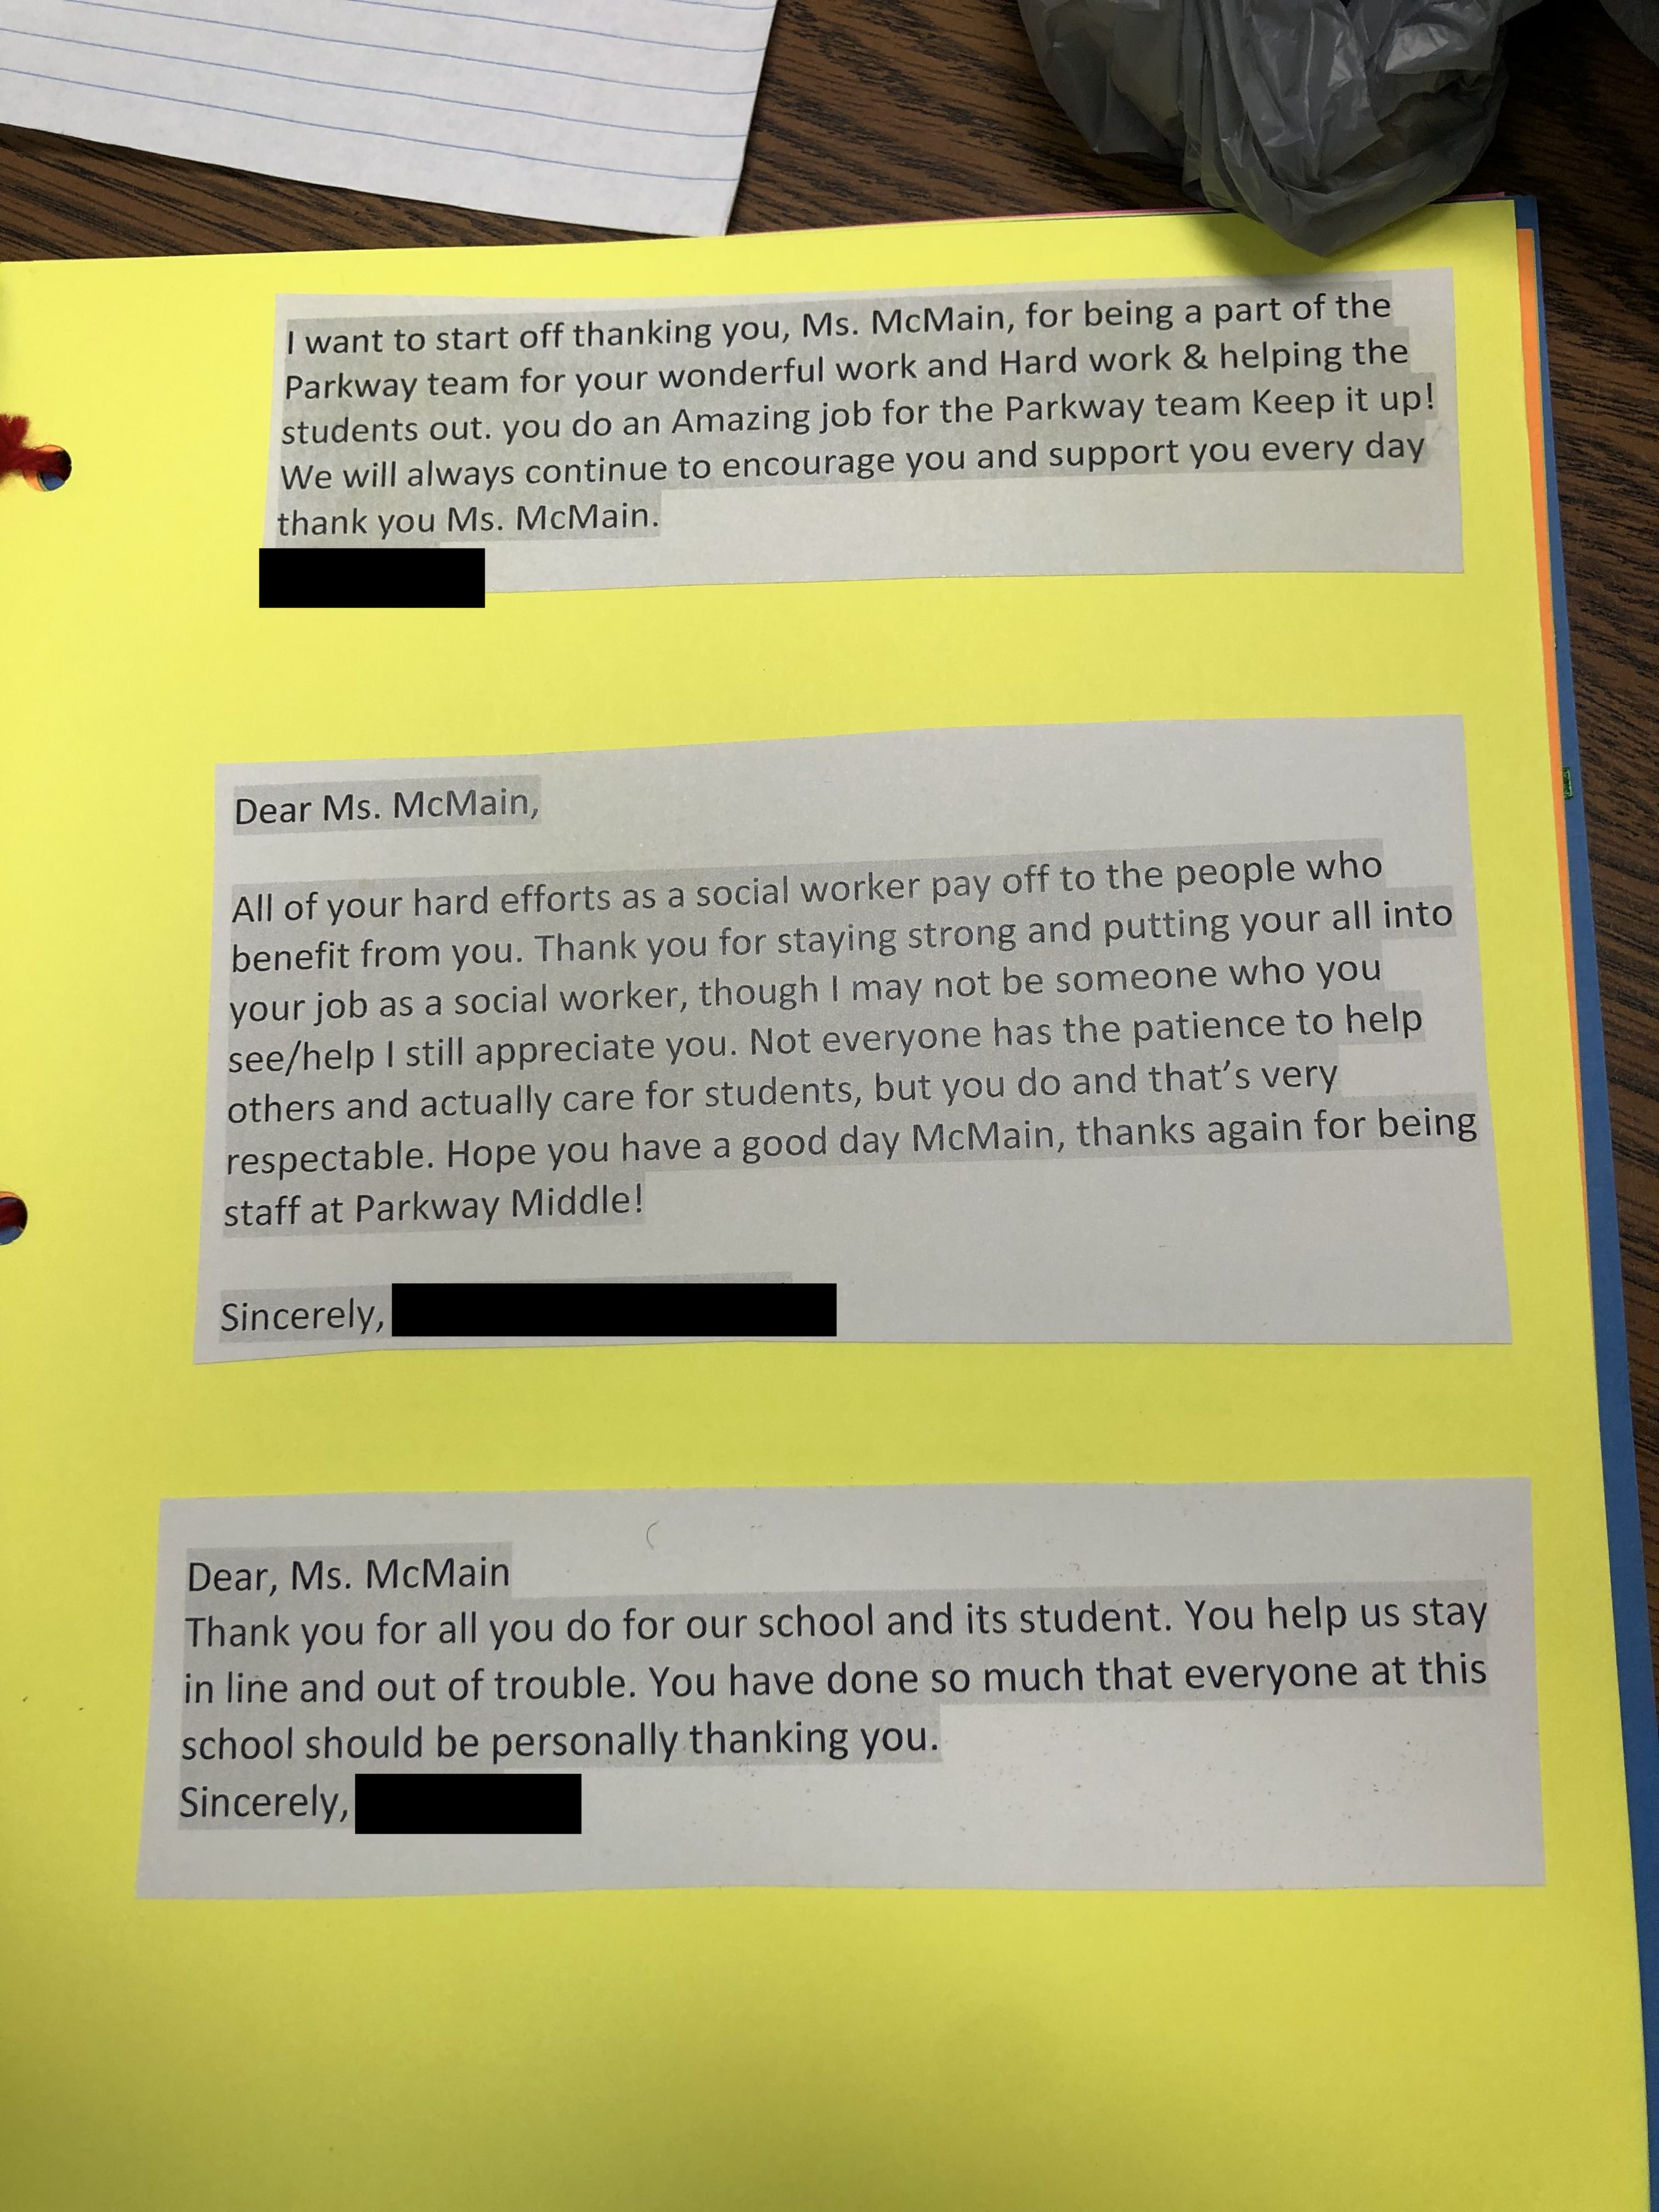 I want to start off thanking you, Ms. McMain, for being a part of the
Parkway team for your wonderful work and Hard work & helping the
students out. you do an Amazing job for the Parkway team Keep it up!
We will always continue to encourage you and support you every day
thank you Ms. McMain.
Dear Ms. McMain,
All of your hard efforts as a social worker pay off to the people who
benefit from you. Thank you for staying strong and putting your all into
your job as a social worker, though I may not be someone who you
see/help I still appreciate you. Not everyone has the patience to help
others and actually care for students, but you do and that’s very
respectable. Hope you have a good day McMain, thanks again for being
staff at Parkway Middle!
Sincerely,
Dear, Ms. McMain
Thank you for all you do for our school and its student. You help us stay
in line and out of trouble. You have done so much that everyone at this
school should be personally thanking you.
Sincerely,